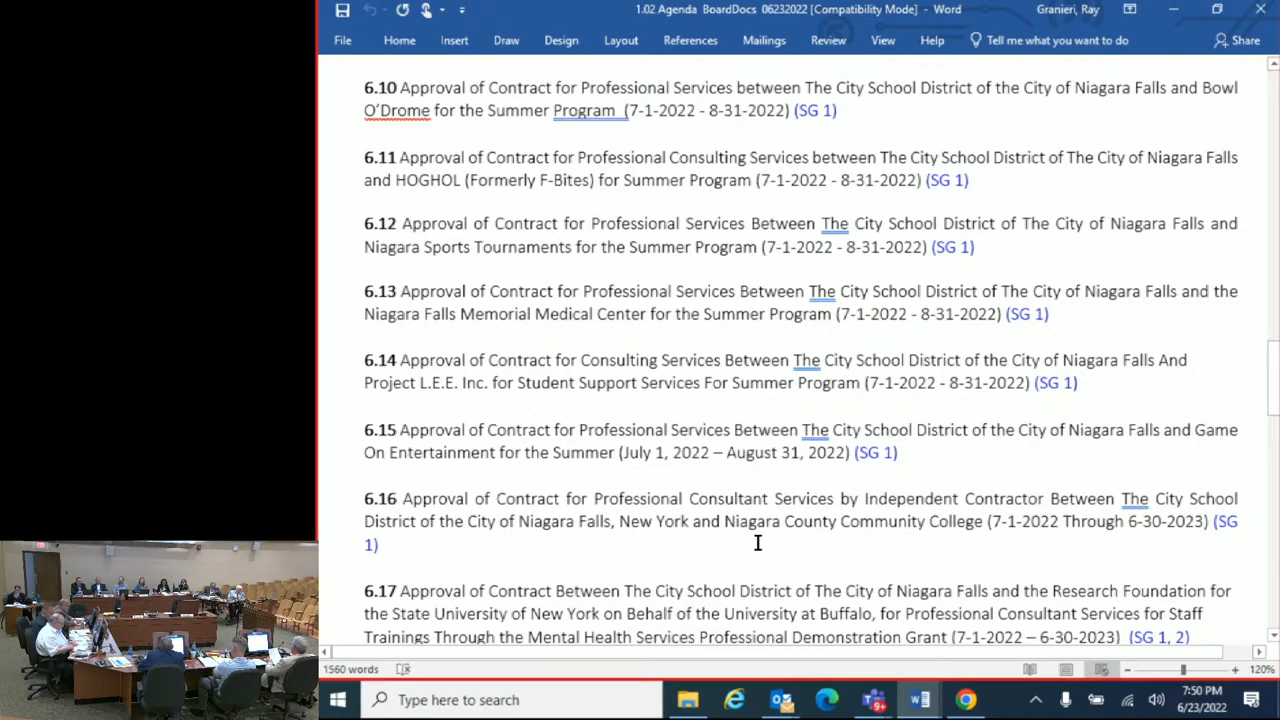 1.02 Agenda BoardDocs 06232022 [Compatibility Mode] - Word
Granieri, Ray
File Home Insert Draw Design Layout References Mailings Review View Help Tell me what you want to do Share
6.10 Approval of Contract for Professional Services between The City School District of the City of Niagara Falls and Bowl
O'Drome for the Summer Program (7-1-2022 - 8-31-2022) (SG 1)
6.11 Approval of Contract for Professional Consulting Services between The City School District of The City of Niagara Falls
and HOGHOL (Formerly F-Bites) for Summer Program (7-1-2022 - 8-31-2022) (SG 1)
6.12 Approval of Contract for Professional Services Between The City School District of The City of Niagara Falls and
Niagara Sports Tournaments for the Summer Program (7-1-2022 - 8-31-2022) (SG 1)
6.13 Approval of Contract for Professional Services Between The City School District of The City of Niagara Falls and the
Niagara Falls Memorial Medical Center for the Summer Program (7-1-2022 - 8-31-2022) (SG 1)
6.14 Approval of Contract for Consulting Services Between The City School District of the City of Niagara Falls And
Project L.E.E. Inc. for Student Support Services For Summer Program (7-1-2022 - 8-31-2022) (SG 1)
6.15 Approval of Contract for Professional Services Between The City School District of the City of Niagara Falls and Game
On Entertainment for the Summer (July 1, 2022 – August 31, 2022) (SG 1)
6.16 Approval of Contract for Professional Consultant Services by Independent Contractor Between The City School
District of the City of Niagara Falls, New York and Niagara County Community College (7-1-2022 Through 6-30-2023) (SG
1)
6.17 Approval of Contract Between The City School District of The City of Niagara Falls and the Research Foundation for
the State University of New York on Behalf of the University at Buffalo, for Professional Consultant Services for Staff
Trainings Through the Mental Health Services Professional Demonstration Grant (7-1-2022 – 6-30-2023) (SG 1, 2)
1560 words
120%
Type here to search
9+
7:50 PM
6/23/2022